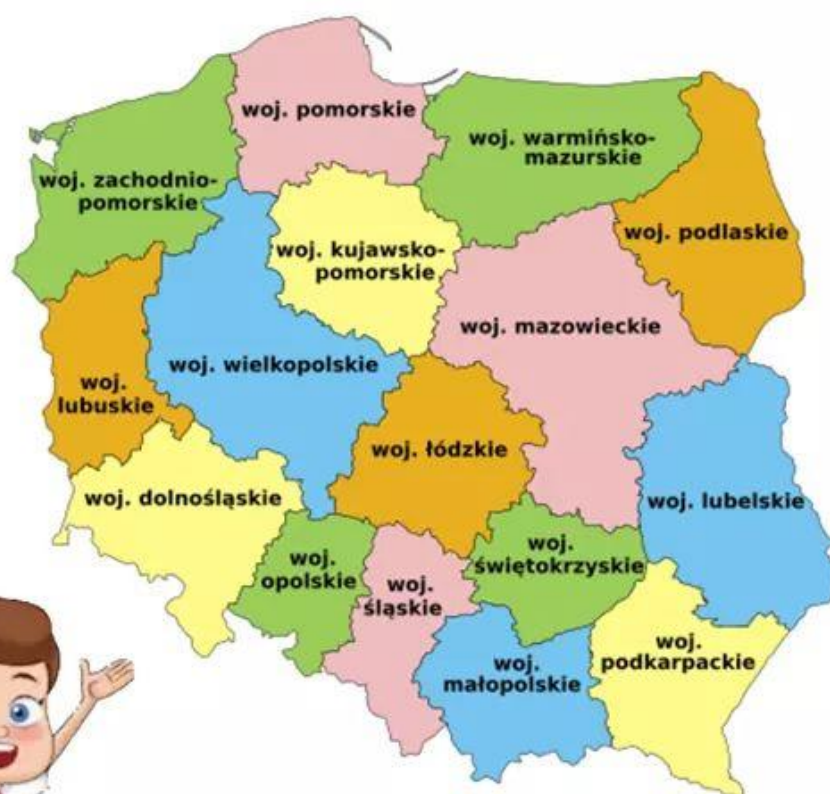 woj. pomorskie
woj. warmińsko-
mazurskie
woj. zachodnio-
pomorskie
woj. podlaskie
woj. kujawsko-
pomorskie
woj. mazowieckie
woj. wielkopolskie
woj.
lubuskie
woj. łódzkie
woj. dolnośląskie
woj. lubelskie
woj.
opolskie
woj.
śląskie
woj.
świętokrzyskie
woj.
małopolskie
woj.
podkarpackie